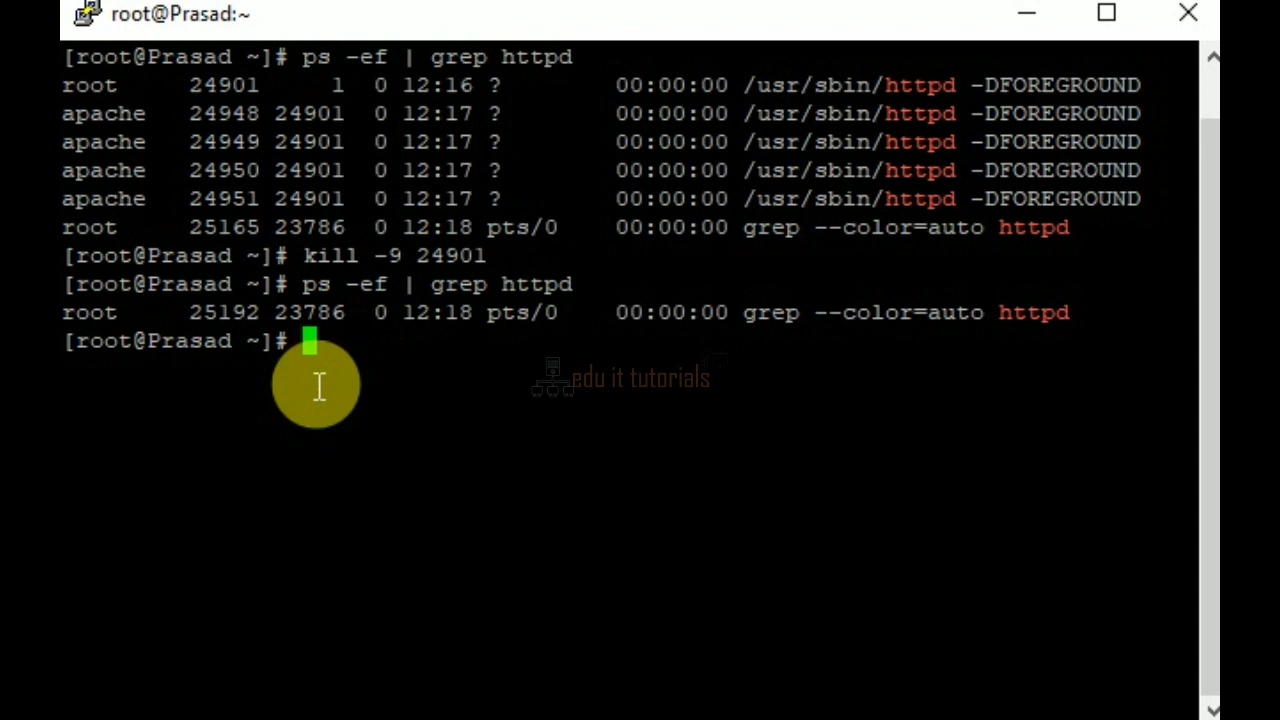 root@Prasad:~
[root@Prasad ~]# ps -ef | grep httpd
root 24901 1 0 12:16 ? 00:00:00 /usr/sbin/httpd -DFOREGROUND
apache 24948 24901 0 12:17 ? 00:00:00 /usr/sbin/httpd -DFOREGROUND
apache 24949 24901 0 12:17 ? 00:00:00 /usr/sbin/httpd -DFOREGROUND
apache 24950 24901 0 12:17 ? 00:00:00 /usr/sbin/httpd -DFOREGROUND
apache 24951 24901 0 12:17 ? 00:00:00 /usr/sbin/httpd -DFOREGROUND
root 25165 23786 0 12:18 pts/0 00:00:00 grep --color=auto httpd
[root@Prasad ~]# kill -9 24901
[root@Prasad ~]# ps -ef | grep httpd
root 25192 23786 0 12:18 pts/0 00:00:00 grep --color=auto httpd
[root@Prasad ~]#
edu it tutorials